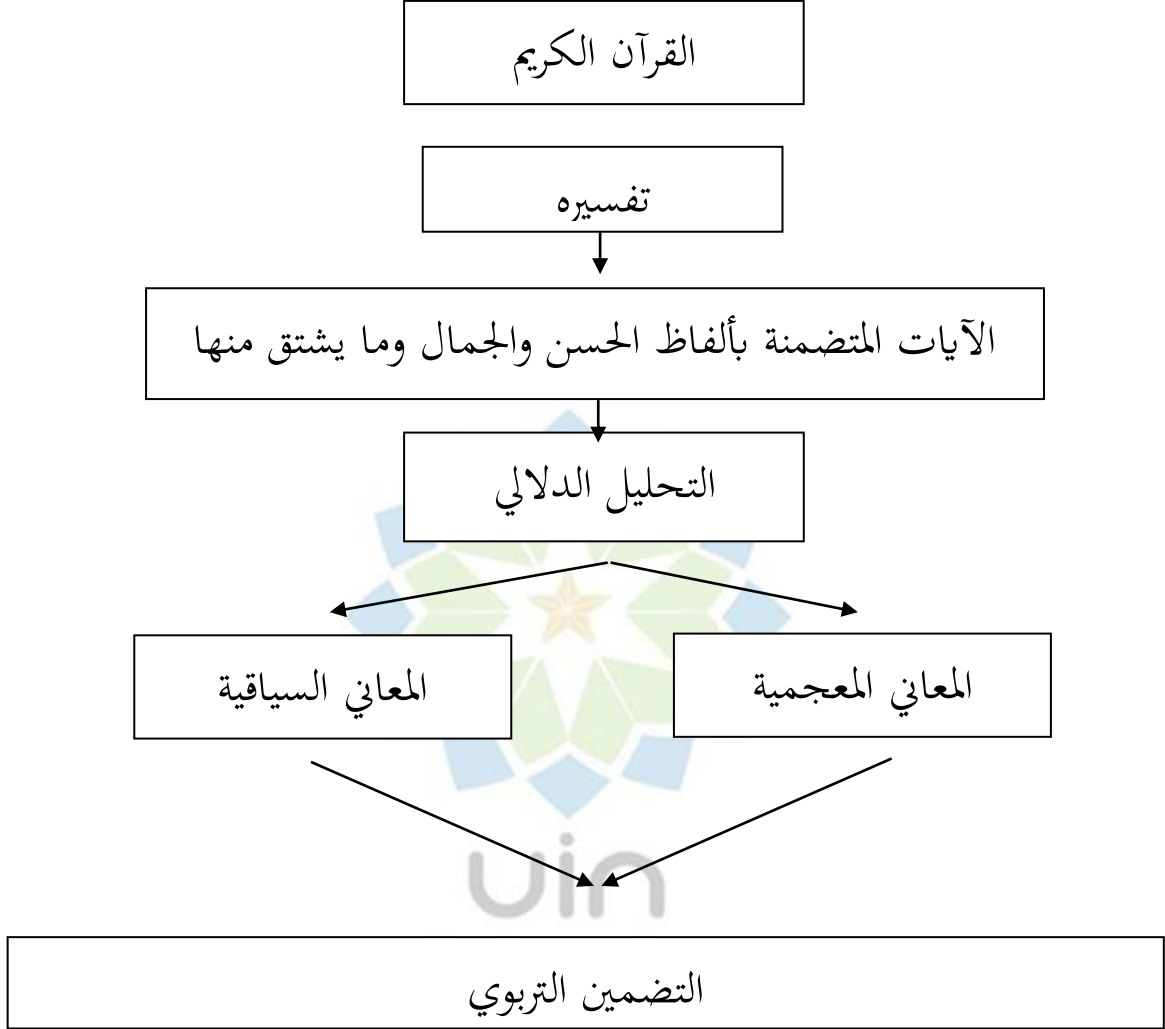 القرآن الكريم
تفسيره
الآيات المتضمنة بألفاظ الحسن والجمال وما يشتق منها
التحليل الدلالي
المعاني المعجمية
المعاني السياقية
uin
التضمين التربوي